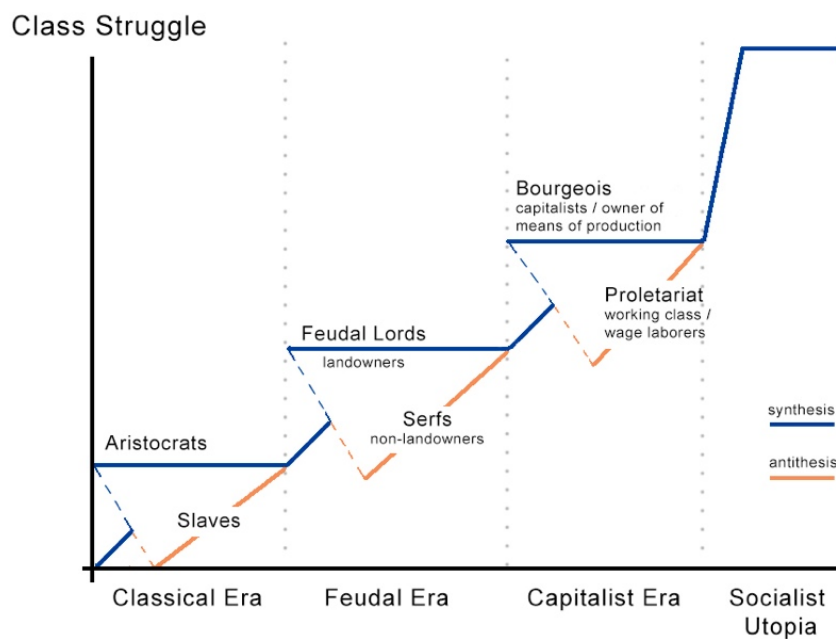 Class Struggle
Bourgeois
capitalists / owner of
means of production
Proletariat
working class /
wage laborers
Feudal Lords
landowners
Serfs
non-landowners
synthesis
Aristocrats
antithesis
Slaves
Classical Era
Feudal Era
Capitalist Era
Socialist
Utopia